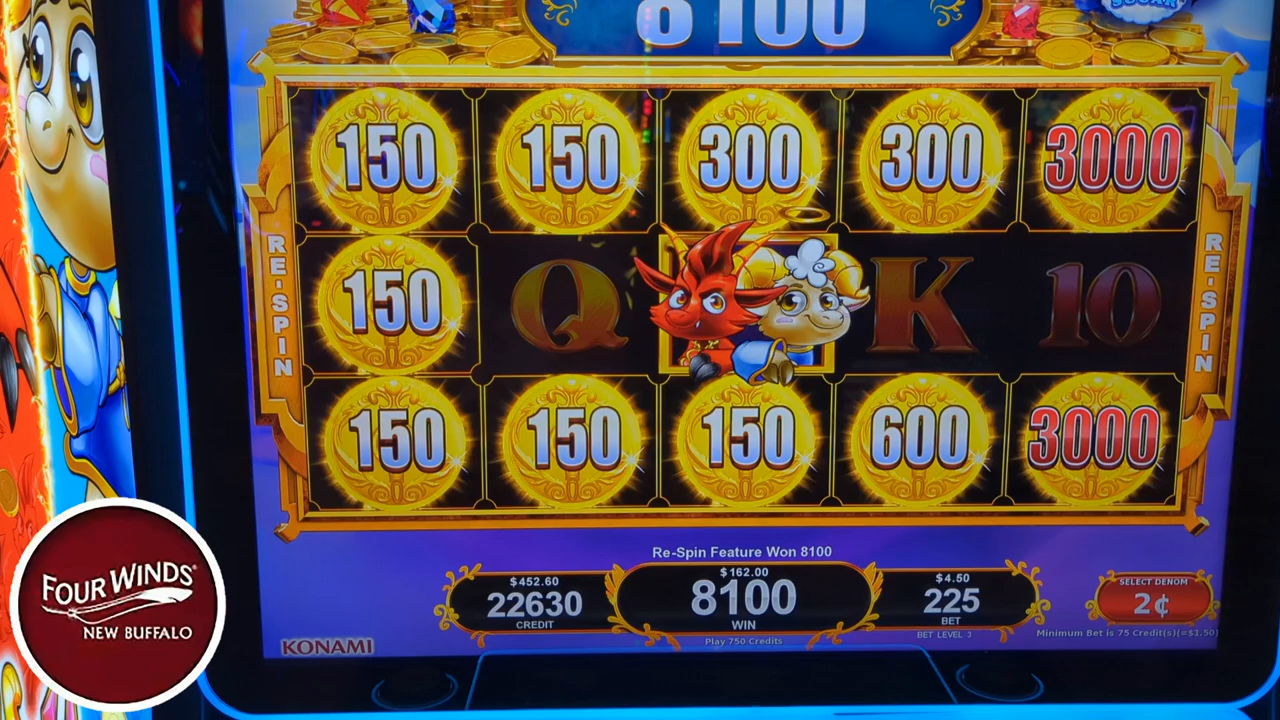 8100
SUGAR
150 150 300 300 3000
RE-SPIN
150 Q K 10
RE-SPIN
150 150 150 600 3000
Re-Spin Feature Won 8100
$452.60
22630
CREDIT
$162.00
8100
WIN
Play 750 Credits
$4.50
225
BET
BET LEVEL 3
SELECT DENOM
2¢
Minimum Bet is 75 Credit(s)(=$1.50)
KONAMI
FOUR WINDS®
NEW BUFFALO